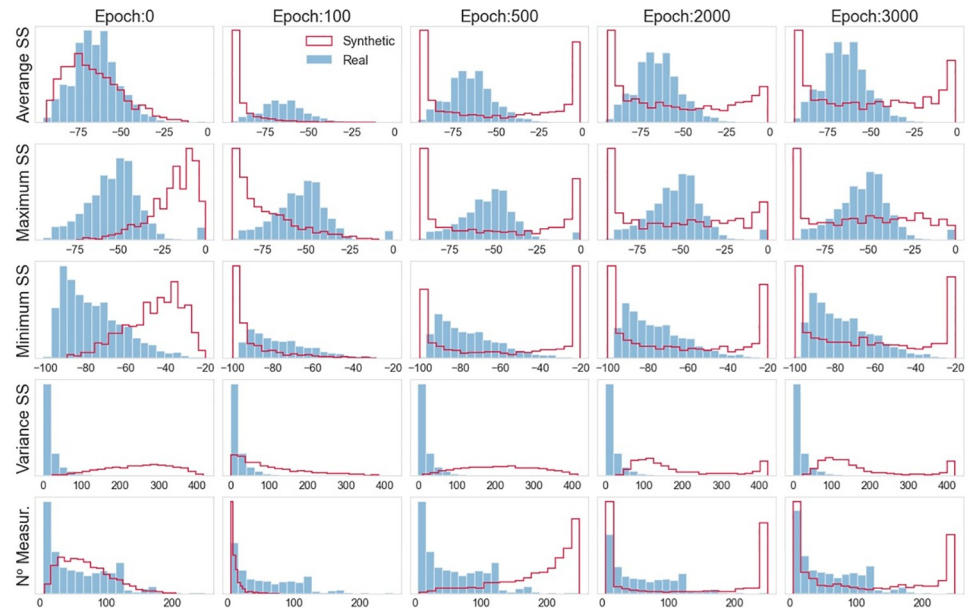 Epoch:0 Epoch:100 Epoch:500 Epoch:2000 Epoch:3000
Averange SS
Synthetic
Real
−75 −50 −25 0 −75 −50 −25 0 −75 −50 −25 0 −75 −50 −25 0 −75 −50 −25 0
Maximum SS
−75 −50 −25 0 −75 −50 −25 0 −75 −50 −25 0 −75 −50 −25 0 −75 −50 −25 0
Minimum SS
−100 −80 −60 −40 −20 −100 −80 −60 −40 −20 −100 −80 −60 −40 −20 −100 −80 −60 −40 −20 −100 −80 −60 −40 −20
Variance SS
0 100 200 300 400 0 100 200 300 400 0 100 200 300 400 0 100 200 300 400 0 100 200 300 400
Nº Measur.
0 100 200 0 100 200 0 100 200 0 100 200 0 100 200